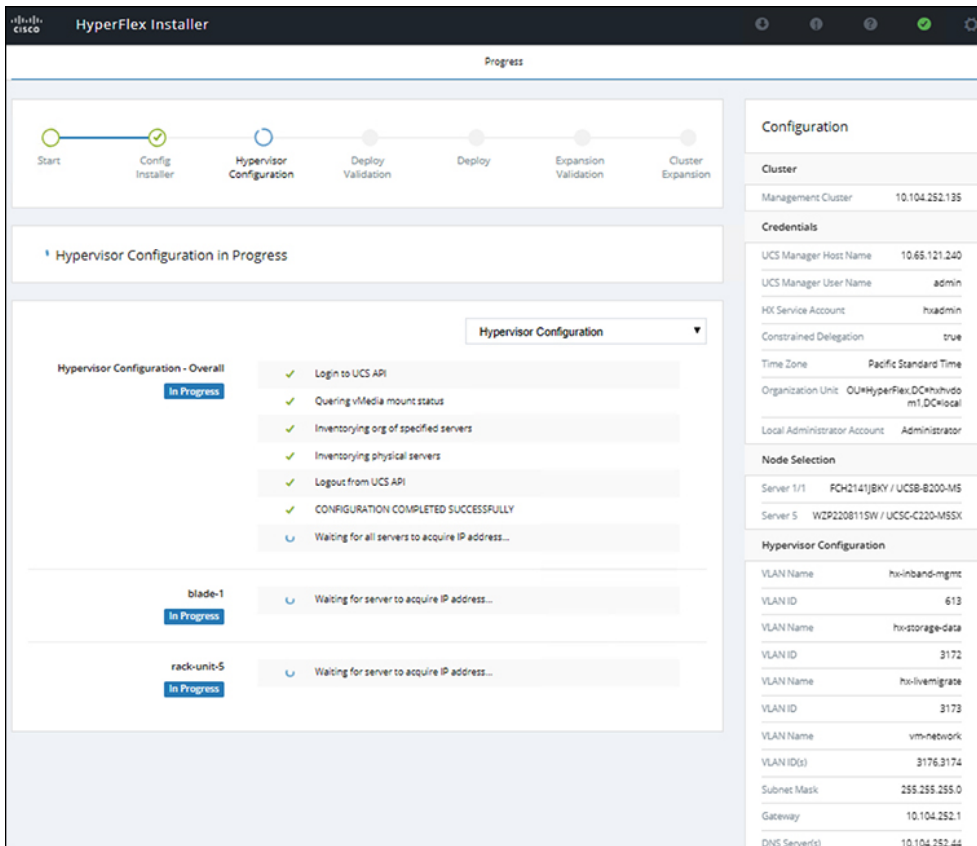 CISCO
HyperFlex Installer
Progress
Start
Config
Installer
Hypervisor
Configuration
Deploy
Validation
Deploy
Expansion
Validation
Cluster
Expansion
Hypervisor Configuration in Progress
Hypervisor Configuration
Hypervisor Configuration - Overall
In Progress
Login to UCS API
Quering vMedia mount status
Inventorying org of specified servers
Inventorying physical servers
Logout from UCS API
CONFIGURATION COMPLETED SUCCESSFULLY
Waiting for all servers to acquire IP address...
blade-1
In Progress
Waiting for server to acquire IP address...
rack-unit-5
In Progress
Waiting for server to acquire IP address...
Configuration
Cluster
Management Cluster 10.104.252.135
Credentials
UCS Manager Host Name 10.65.121.240
UCS Manager User Name admin
HX Service Account hxadmin
Constrained Delegation true
Time Zone Pacific Standard Time
Organization Unit OU=HyperFlex,DC=hxhvdo
m1,DC=local
Local Administrator Account Administrator
Node Selection
Server 1/1 FCH2141JBKY / UCSB-B200-M5
Server 5 WZP220811SW / UCSC-C220-M5SX
Hypervisor Configuration
VLAN Name hx-inband-mgmt
VLAN ID 613
VLAN Name hx-storage-data
VLAN ID 3172
VLAN Name hx-livemigrate
VLAN ID 3173
VLAN Name vm-network
VLAN ID(s) 3176,3174
Subnet Mask 255.255.255.0
Gateway 10.104.252.1
DNS Server(s) 10.104.252.44